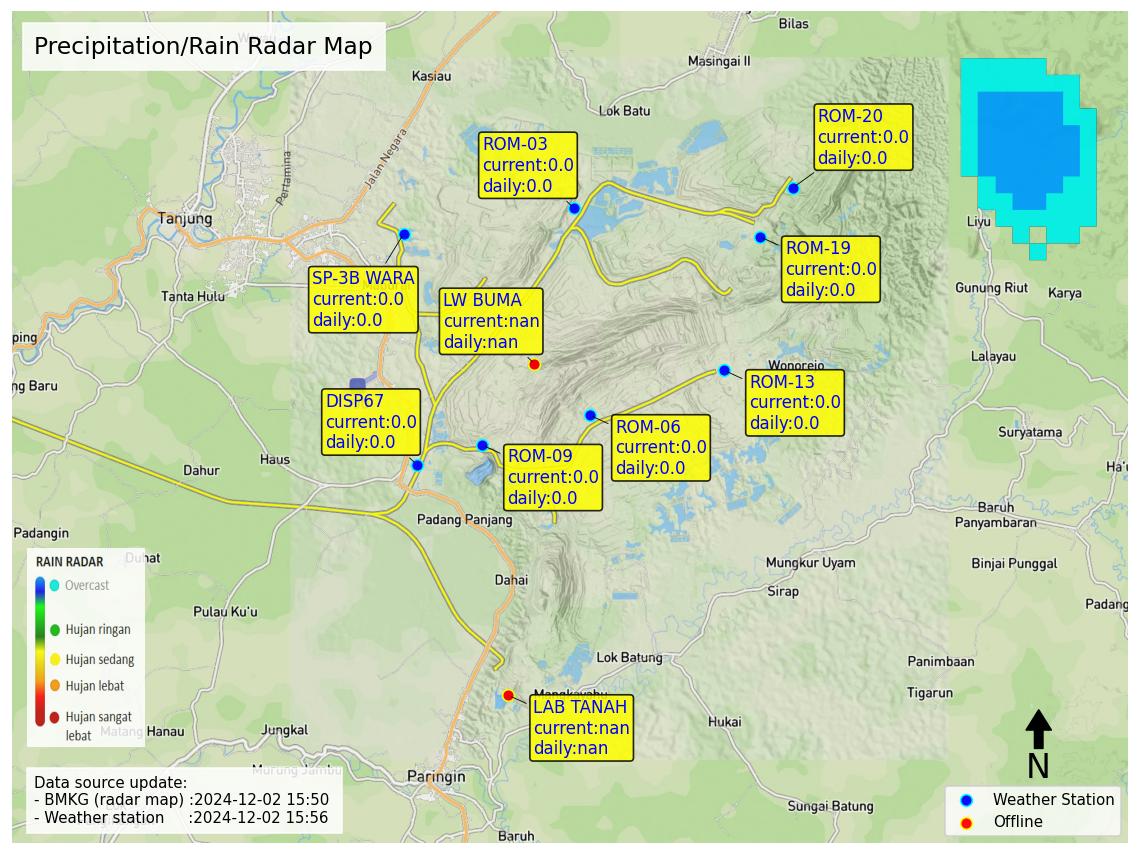 Precipitation/Rain Radar Map
Bilas
Masingai II
Kasiau
Lok Batu
Jalan Negara
Pertamina
Tanjung
Tanta Hulu
ROM-20
current:0.0
daily:0.0
ROM-03
current:0.0
daily:0.0
ROM-19
current:0.0
daily:0.0
SP-3B WARA
current:0.0
daily:0.0
LW BUMA
current:nan
daily:nan
Liyu
Gunung Riut
Karya
Lalayau
ping
ng Baru
Wonorejo
ROM-13
current:0.0
daily:0.0
DISP67
current:0.0
daily:0.0
ROM-06
current:0.0
daily:0.0
ROM-09
current:0.0
daily:0.0
Suryatama
Ha'u
Dahur
Haus
Padang Panjang
Baruh
Panyambaran
Padangin
Duhat
Dahai
Mungkur Uyam
Binjai Punggal
Sirap
Padang
Pulau Ku'u
RAIN RADAR
Overcast
Hujan ringan
Hujan sedang
Hujan lebat
Hujan sangat
lebat
Lok Batung
Panimbaan
Tigarun
Mangkayahu
LAB TANAH
current:nan
daily:nan
Hukai
Matang Hanau
Jungkal
Murung Jambu
Paringin
Sungai Batung
Baruh
Data source update:
- BMKG (radar map) :2024-12-02 15:50
- Weather station :2024-12-02 15:56
N
Weather Station
Offline